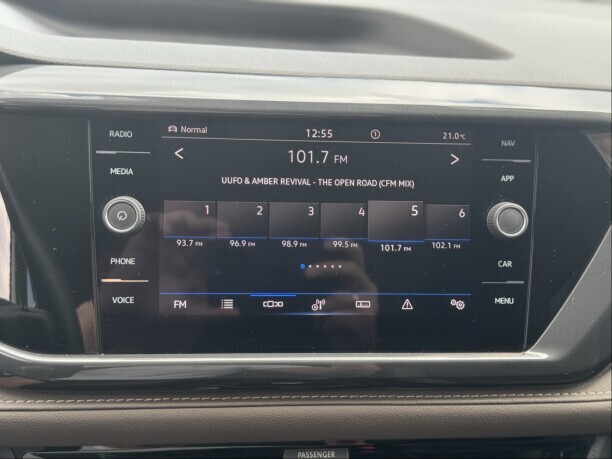 RADIO
MEDIA
PHONE
VOICE
Normal
12:55
1
21.0°C
< 101.7 FM >
UUFO & AMBER REVIVAL - THE OPEN ROAD (CFM MIX)
1 2 3 4 5 6
93.7 FM 96.9 FM 98.9 FM 99.5 FM 101.7 FM 102.1 FM
FM
NAV
APP
CAR
MENU
PASSENGER